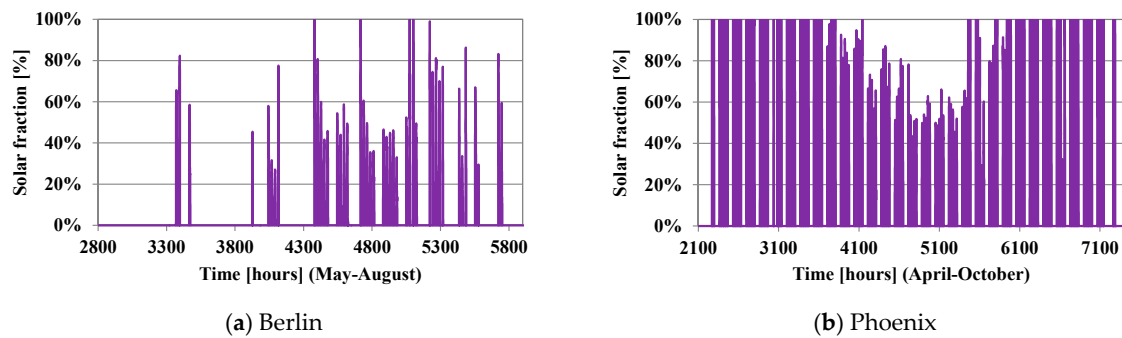 Solar fraction [%]
100%
80%
60%
40%
20%
0%
2800 3300 3800 4300 4800 5300 5800
Time [hours] (May-August)
(a) Berlin
Solar fraction [%]
100%
80%
60%
40%
20%
0%
2100 3100 4100 5100 6100 7100
Time [hours] (April-October)
(b) Phoenix